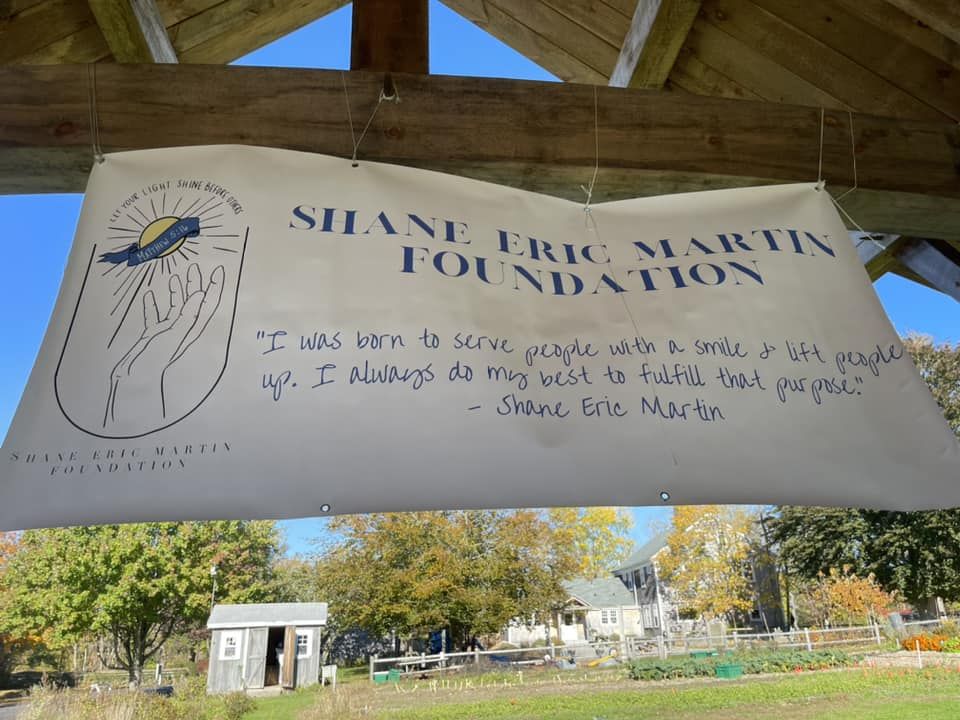 LET YOUR LIGHT SHINE BEFORE OTHERS
MATTHEW 5:16
SHANE ERIC MARTIN
FOUNDATION
SHANE ERIC MARTIN
FOUNDATION
"I was born to serve people with a smile & lift people
up. I always do my best to fulfill that purpose."
- Shane Eric Martin